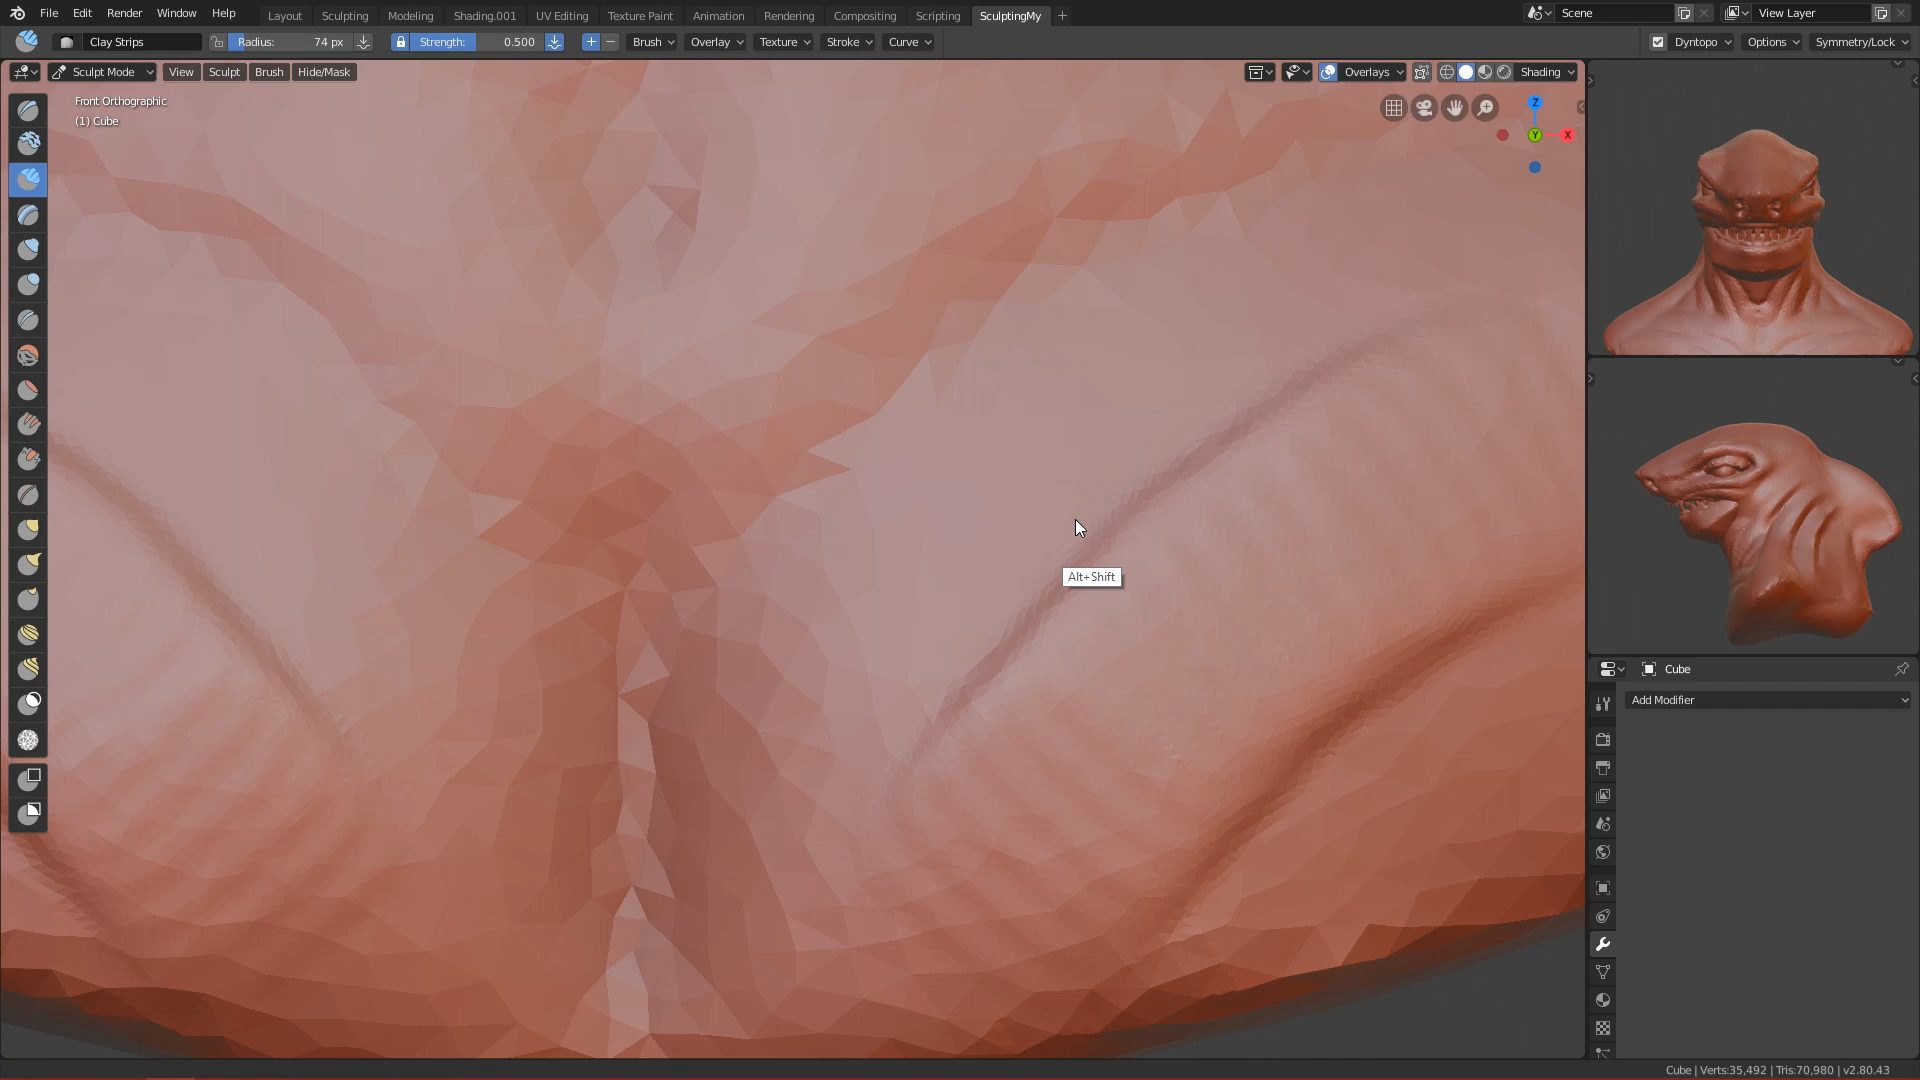 File Edit Render Window Help Layout Sculpting Modeling Shading.001 UV Editing Texture Paint Animation Rendering Compositing Scripting SculptingMy + Scene View Layer
Clay Strips Radius: 74 px Strength: 0.500 Brush Overlay Texture Stroke Curve Dyntopo Options Symmetry/Lock
Sculpt Mode View Sculpt Brush Hide/Mask Overlays Shading
Front Orthographic
(1) Cube
Z
Y
X
Alt+Shift
Cube
Add Modifier
Cube | Verts:35,492 | Tris:70,980 | v2.80.43